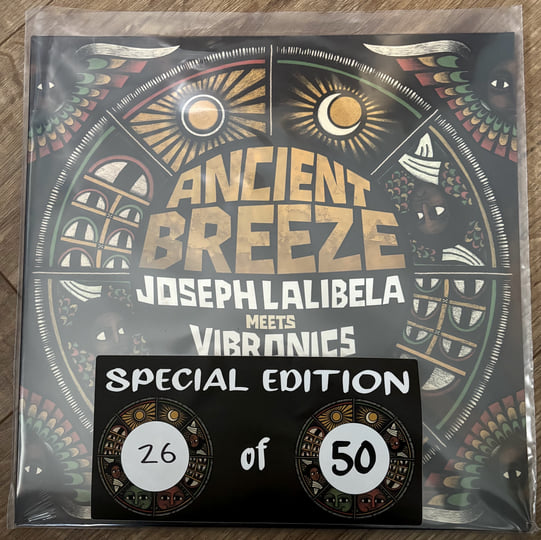 ANCIENT
BREEZE
JOSEPH LALIBELA
MEETS
VIBRONICS
SPECIAL EDITION
26 of 50